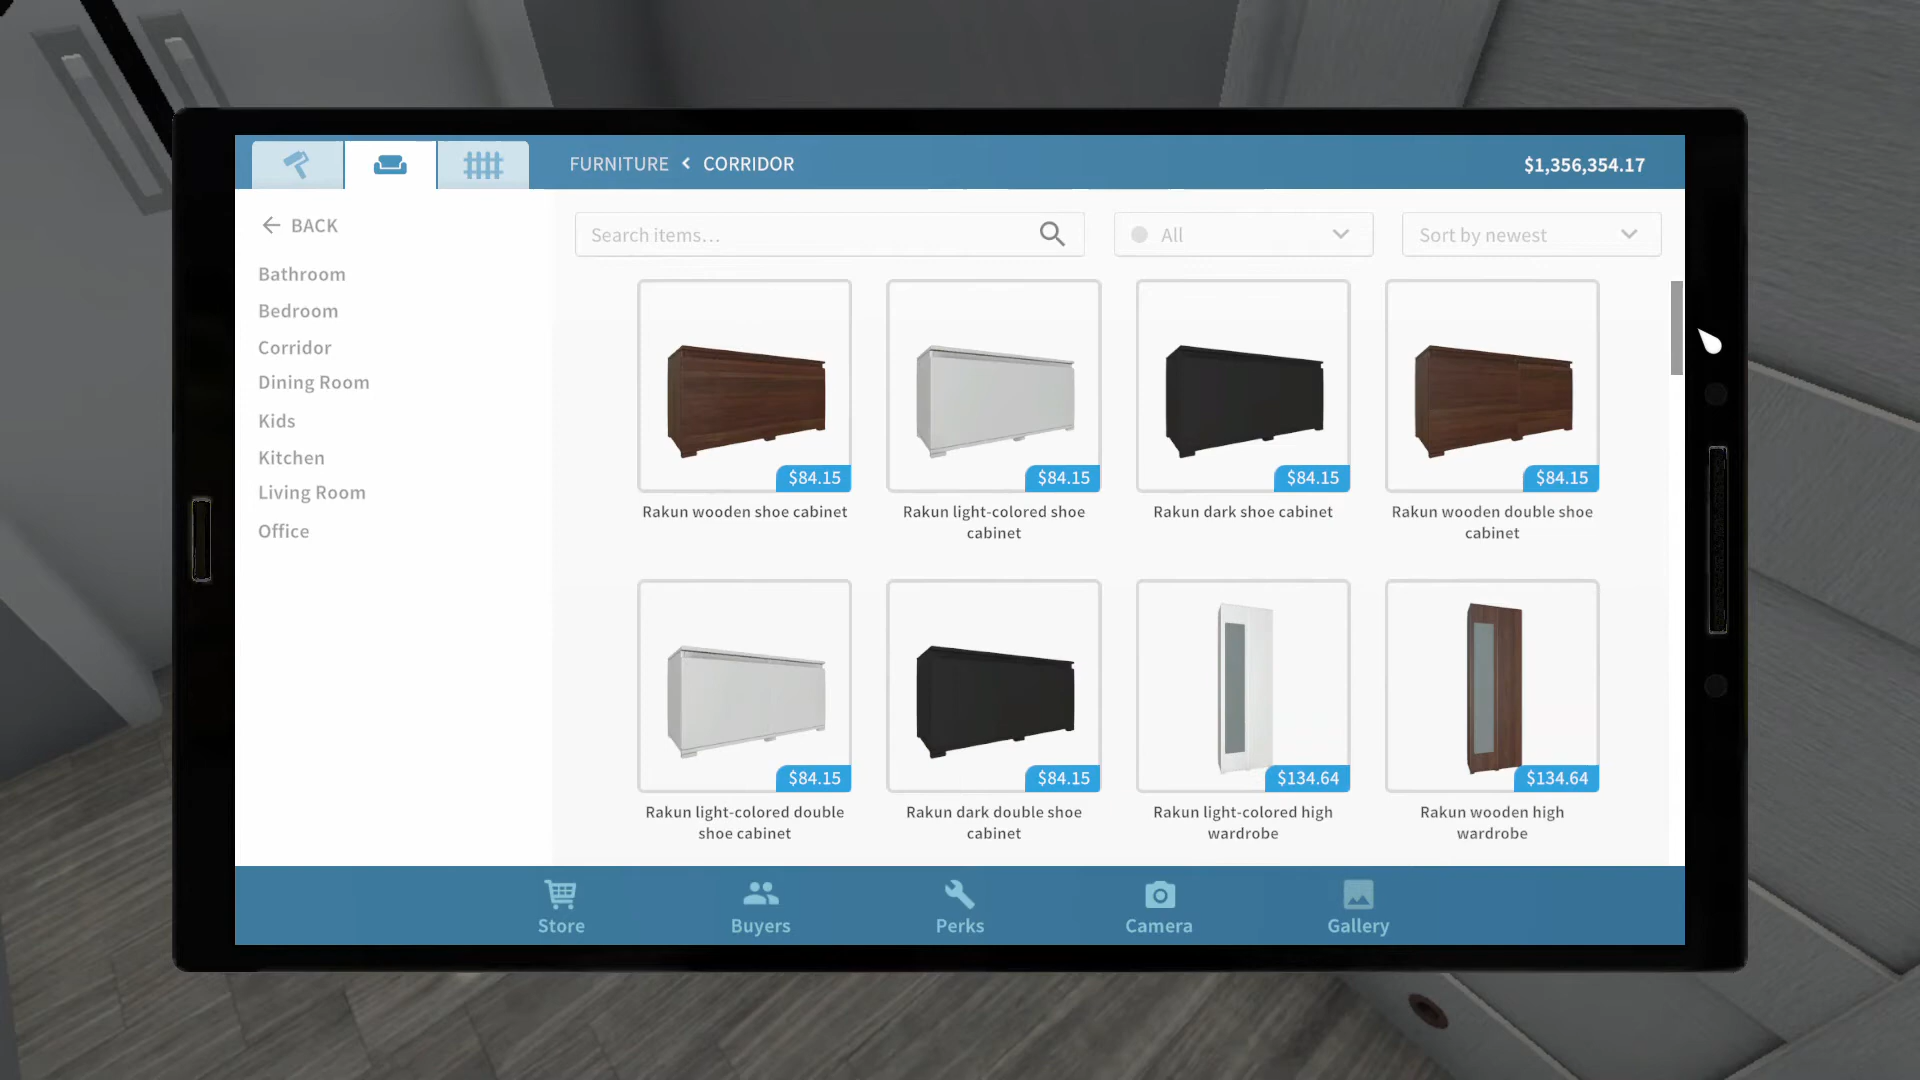 FURNITURE < CORRIDOR
$1,356,354.17
BACK
Bathroom
Bedroom
Corridor
Dining Room
Kids
Kitchen
Living Room
Office
Search items...
All
Sort by newest
$84.15
$84.15
$84.15
$84.15
Rakun wooden shoe cabinet
Rakun light-colored shoe
cabinet
Rakun dark shoe cabinet
Rakun wooden double shoe
cabinet
$84.15
$84.15
$134.64
$134.64
Rakun light-colored double
shoe cabinet
Rakun dark double shoe
cabinet
Rakun light-colored high
wardrobe
Rakun wooden high
wardrobe
Store
Buyers
Perks
Camera
Gallery